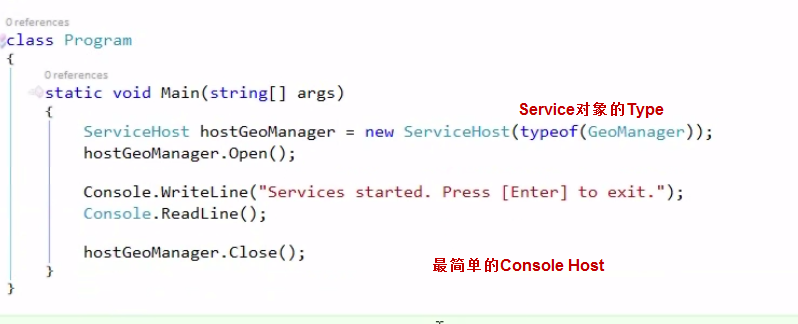 0 references
class Program
{
0 references
static void Main(string[] args)
{
Service对象的Type
ServiceHost hostGeoManager = new ServiceHost(typeof(GeoManager));
hostGeoManager.Open();
Console.WriteLine("Services started. Press [Enter] to exit.");
Console.ReadLine();
hostGeoManager.Close();
最简单的Console Host
}
}